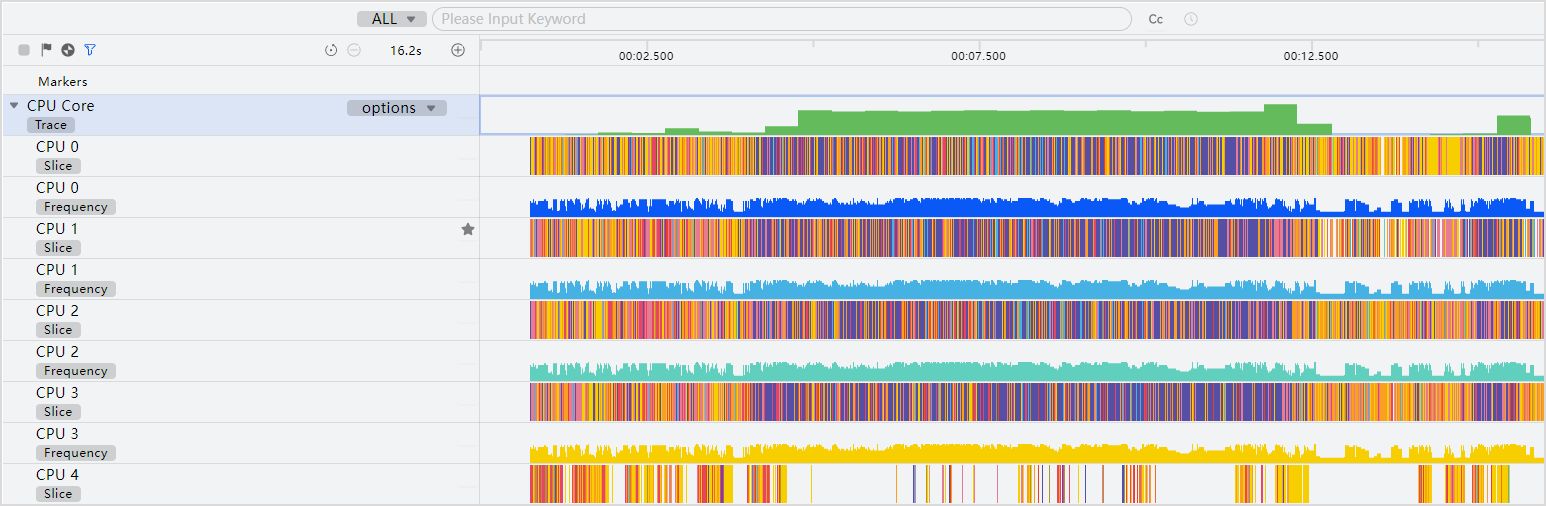 ALL Please Input Keyword Cc
16.2s 00:02.500 00:07.500 00:12.500
Markers
CPU Core options
Trace
CPU 0
Slice
CPU 0
Frequency
CPU 1
Slice
CPU 1
Frequency
CPU 2
Slice
CPU 2
Frequency
CPU 3
Slice
CPU 3
Frequency
CPU 4
Slice